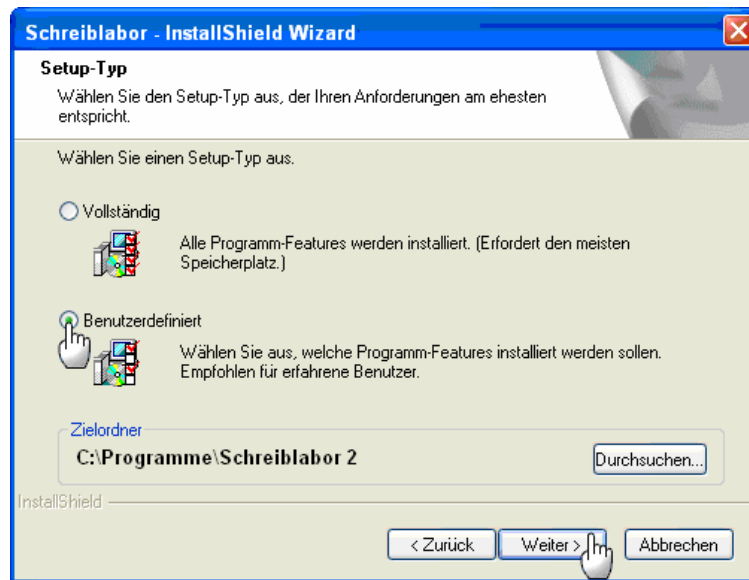 Schreiblabor - InstallShield Wizard
Setup-Typ
Wählen Sie den Setup-Typ aus, der Ihren Anforderungen am ehesten
entspricht.
Wählen Sie einen Setup-Typ aus.
Vollständig
Alle Programm-Features werden installiert. (Erfordert den meisten
Speicherplatz.)
Benutzerdefiniert
Wählen Sie aus, welche Programm-Features installiert werden sollen.
Empfohlen für erfahrene Benutzer.
Zielordner
C:\Programme\Schreiblabor 2
Durchsuchen...
InstallShield
< Zurück Weiter > Abbrechen